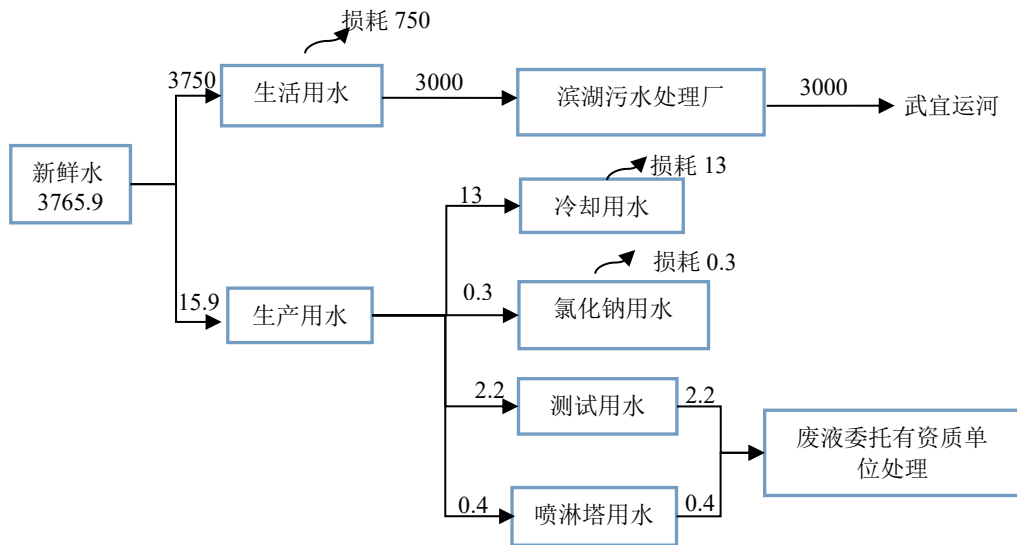 损耗 750
3750
生活用水
3000
滨湖污水处理厂
3000
武宜运河
新鲜水
3765.9
损耗 13
13
冷却用水
损耗 0.3
15.9
生产用水
0.3
氯化钠用水
2.2
测试用水
2.2
废液委托有资质单
位处理
0.4
喷淋塔用水
0.4